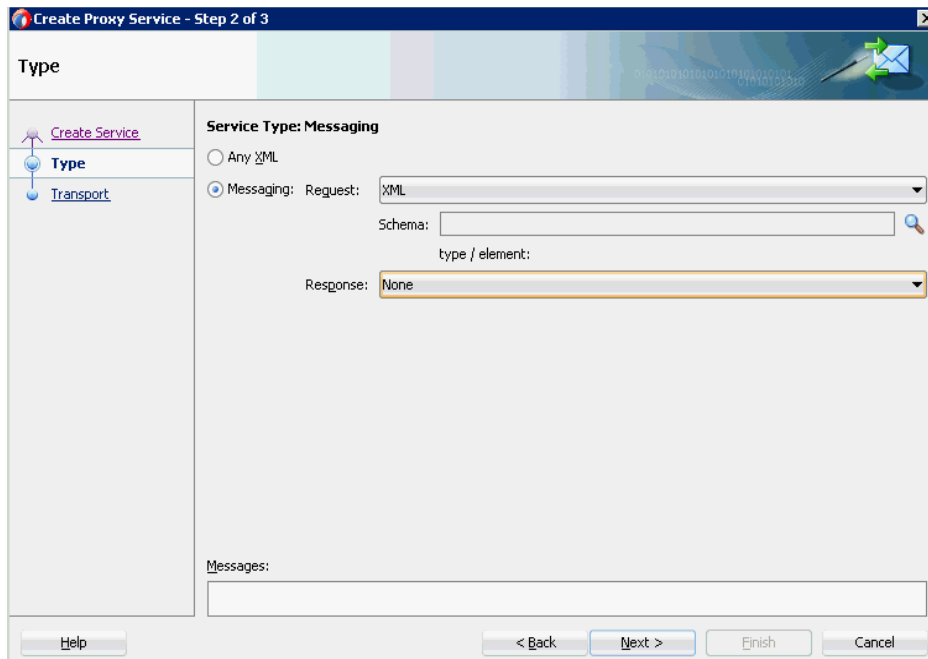 Create Proxy Service - Step 2 of 3
Type
Create Service
Type
Transport
Service Type: Messaging
Any XML
Messaging: Request: XML
Schema:
type / element:
Response: None
Messages:
Help < Back Next > Finish Cancel